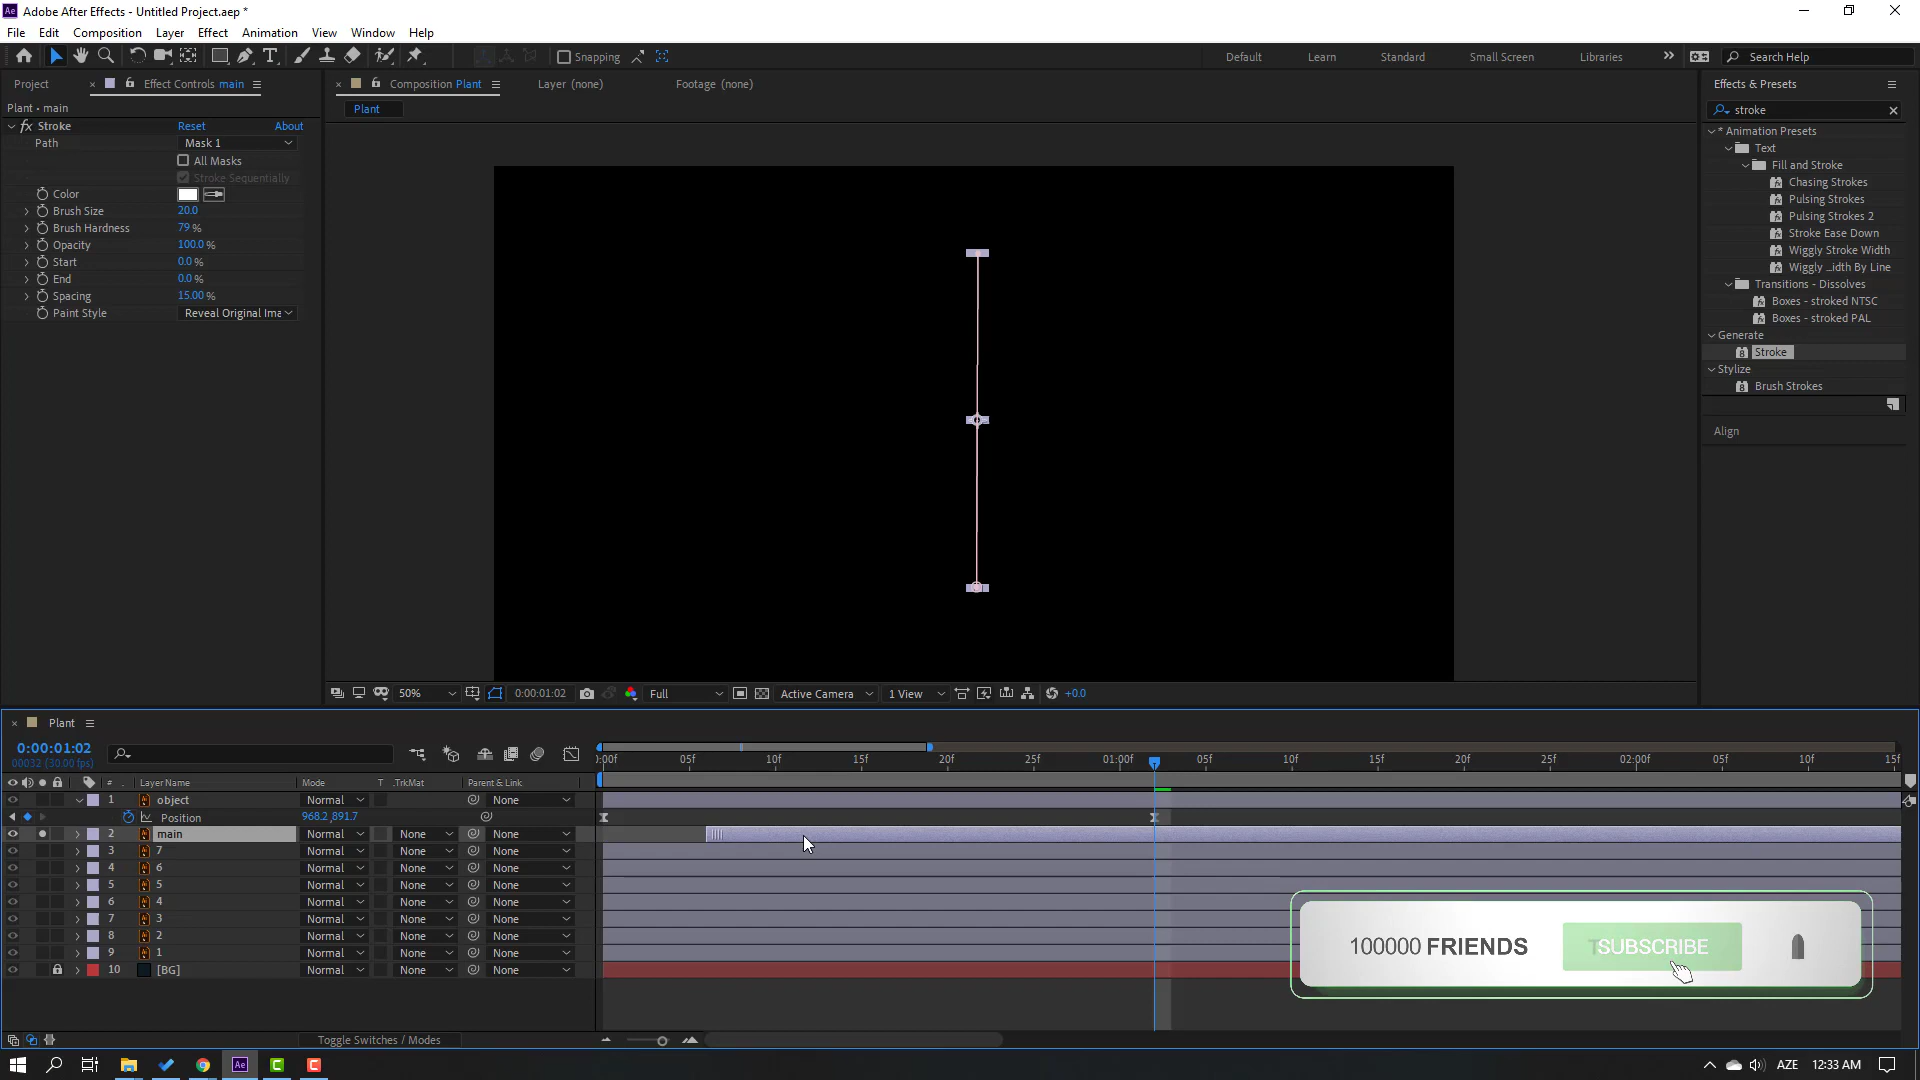 Adobe After Effects - Untitled Project.aep *
File Edit Composition Layer Effect Animation View Window Help
Snapping
Default Learn Standard Small Screen Libraries
Search Help
Project
Effect Controls main
Composition Plant
Layer (none)
Footage (none)
Effects & Presets
Plant • main
Plant
stroke
fx Stroke Reset About
Path Mask 1
All Masks
Stroke Sequentially
Color
Brush Size 20.0
Brush Hardness 79 %
Opacity 100.0 %
Start 0.0 %
End 0.0 %
Spacing 15.00 %
Paint Style Reveal Original Ima
* Animation Presets
Text
Fill and Stroke
Chasing Strokes
Pulsing Strokes
Pulsing Strokes 2
Stroke Ease Down
Wiggly Stroke Width
Wiggly ...idth By Line
Transitions - Dissolves
Boxes - stroked NTSC
Boxes - stroked PAL
Generate
Stroke
Stylize
Brush Strokes
Align
50% 0:00:01:02 Full Active Camera 1 View +0.0
Plant
0:00:01:02
00032 (30.00 fps)
:00f 05f 10f 15f 20f 25f 01:00f 05f 10f 15f 20f 25f 02:00f 05f 10f 15f
# Layer Name Mode T .TrkMat Parent & Link
1 object Normal None
Position 968.2,891.7
2 main Normal None None
3 7 Normal None None
4 6 Normal None None
5 5 Normal None None
6 4 Normal None None
7 3 Normal None None
8 2 Normal None None
9 1 Normal None None
10 [BG] Normal None None
100000 FRIENDS SUBSCRIBE
Toggle Switches / Modes
AZE 12:33 AM